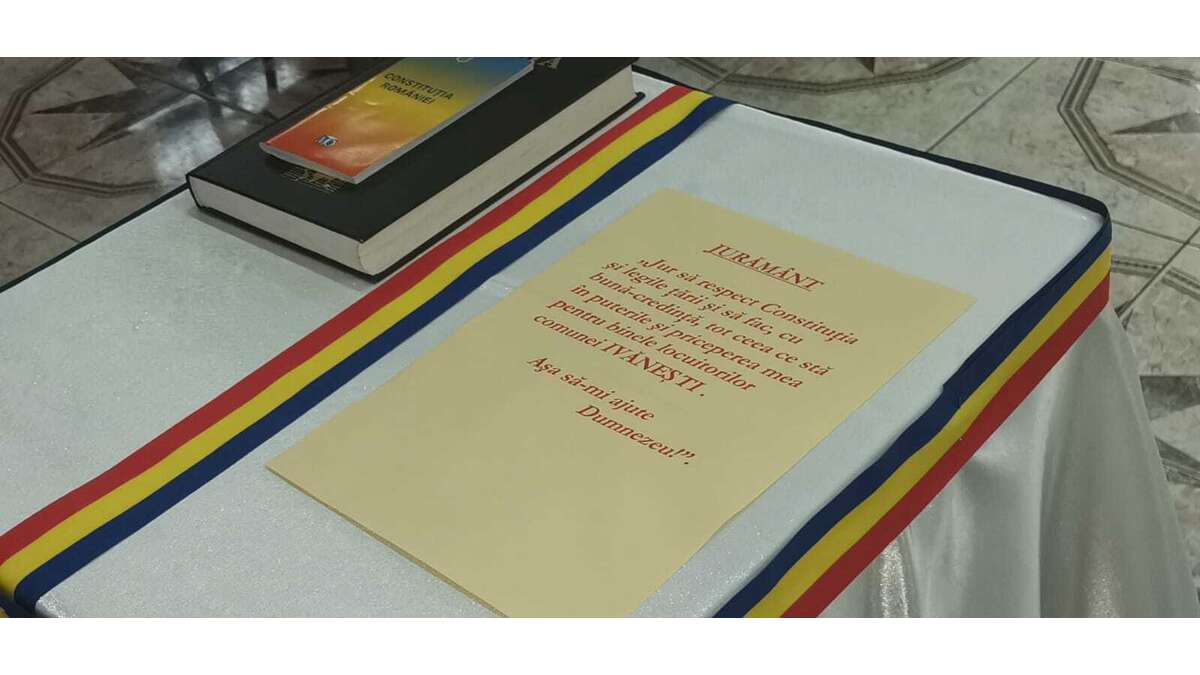 CONSTITUȚIA
ROMÂNIEI
JURĂMÂNT
„Jur să respect Constituția
și legile țării și să fac, cu
bună-credință, tot ceea ce stă
în puterile și priceperea mea
pentru binele locuitorilor
comunei IVĂNEȘTI.
Așa să-mi ajute
Dumnezeu!”.